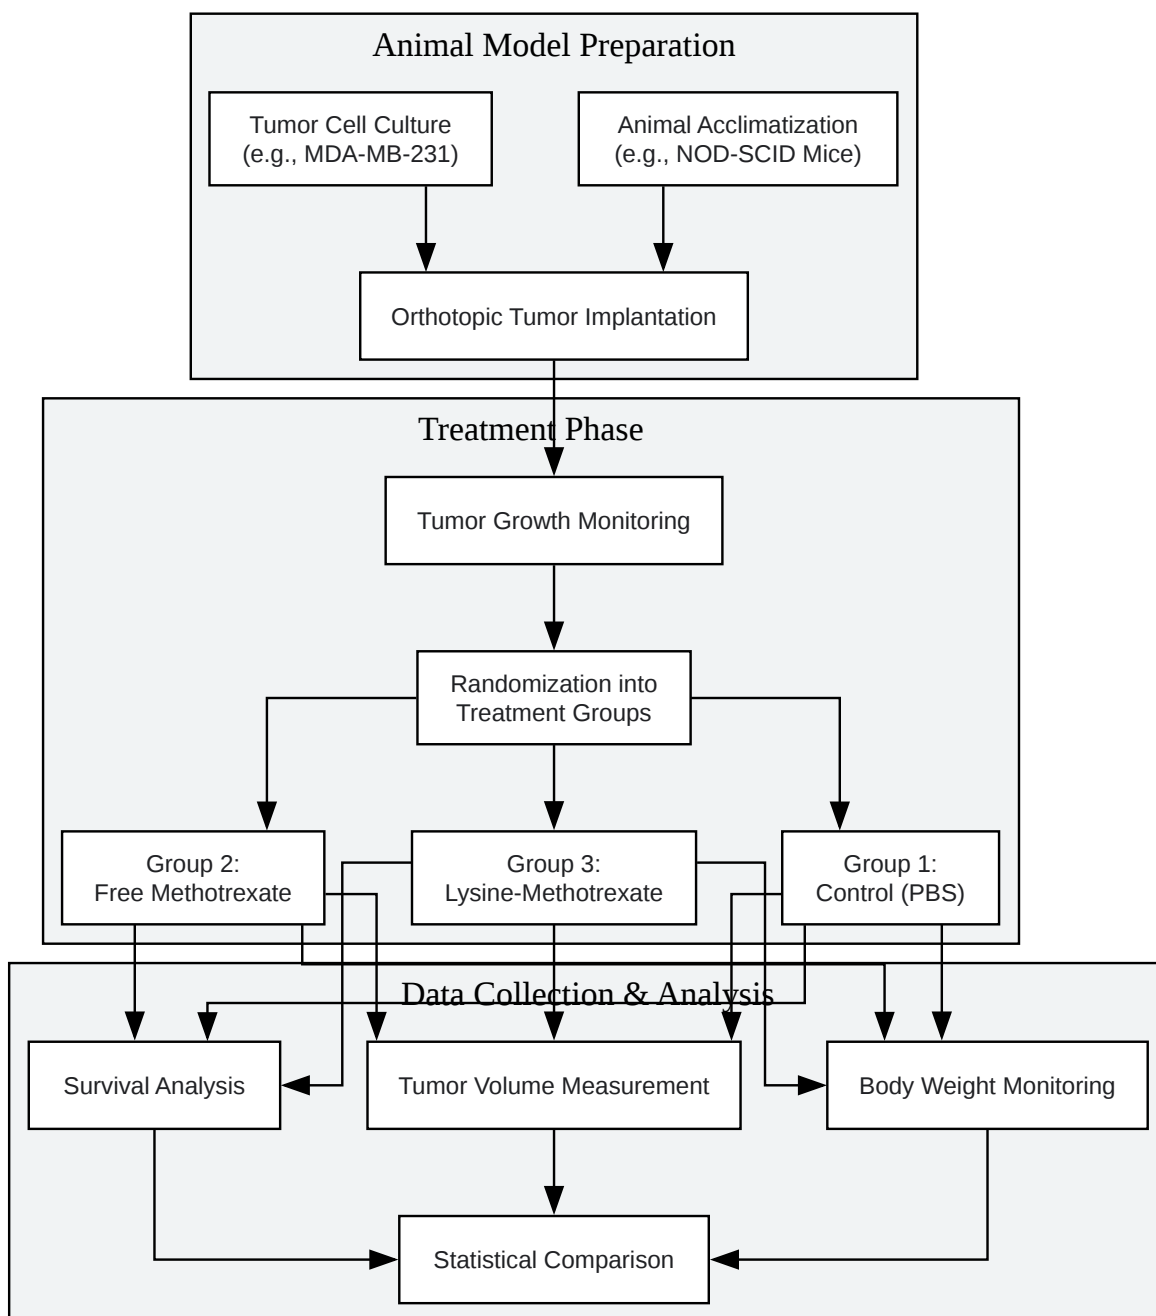 Animal Model Preparation
Tumor Cell Culture
(e.g., MDA-MB-231)
Animal Acclimatization
(e.g., NOD-SCID Mice)
Orthotopic Tumor Implantation
Treatment Phase
Tumor Growth Monitoring
Randomization into
Treatment Groups
Group 2:
Free Methotrexate
Group 3:
Lysine-Methotrexate
Group 1:
Control (PBS)
Data Collection & Analysis
Survival Analysis
Tumor Volume Measurement
Body Weight Monitoring
Statistical Comparison